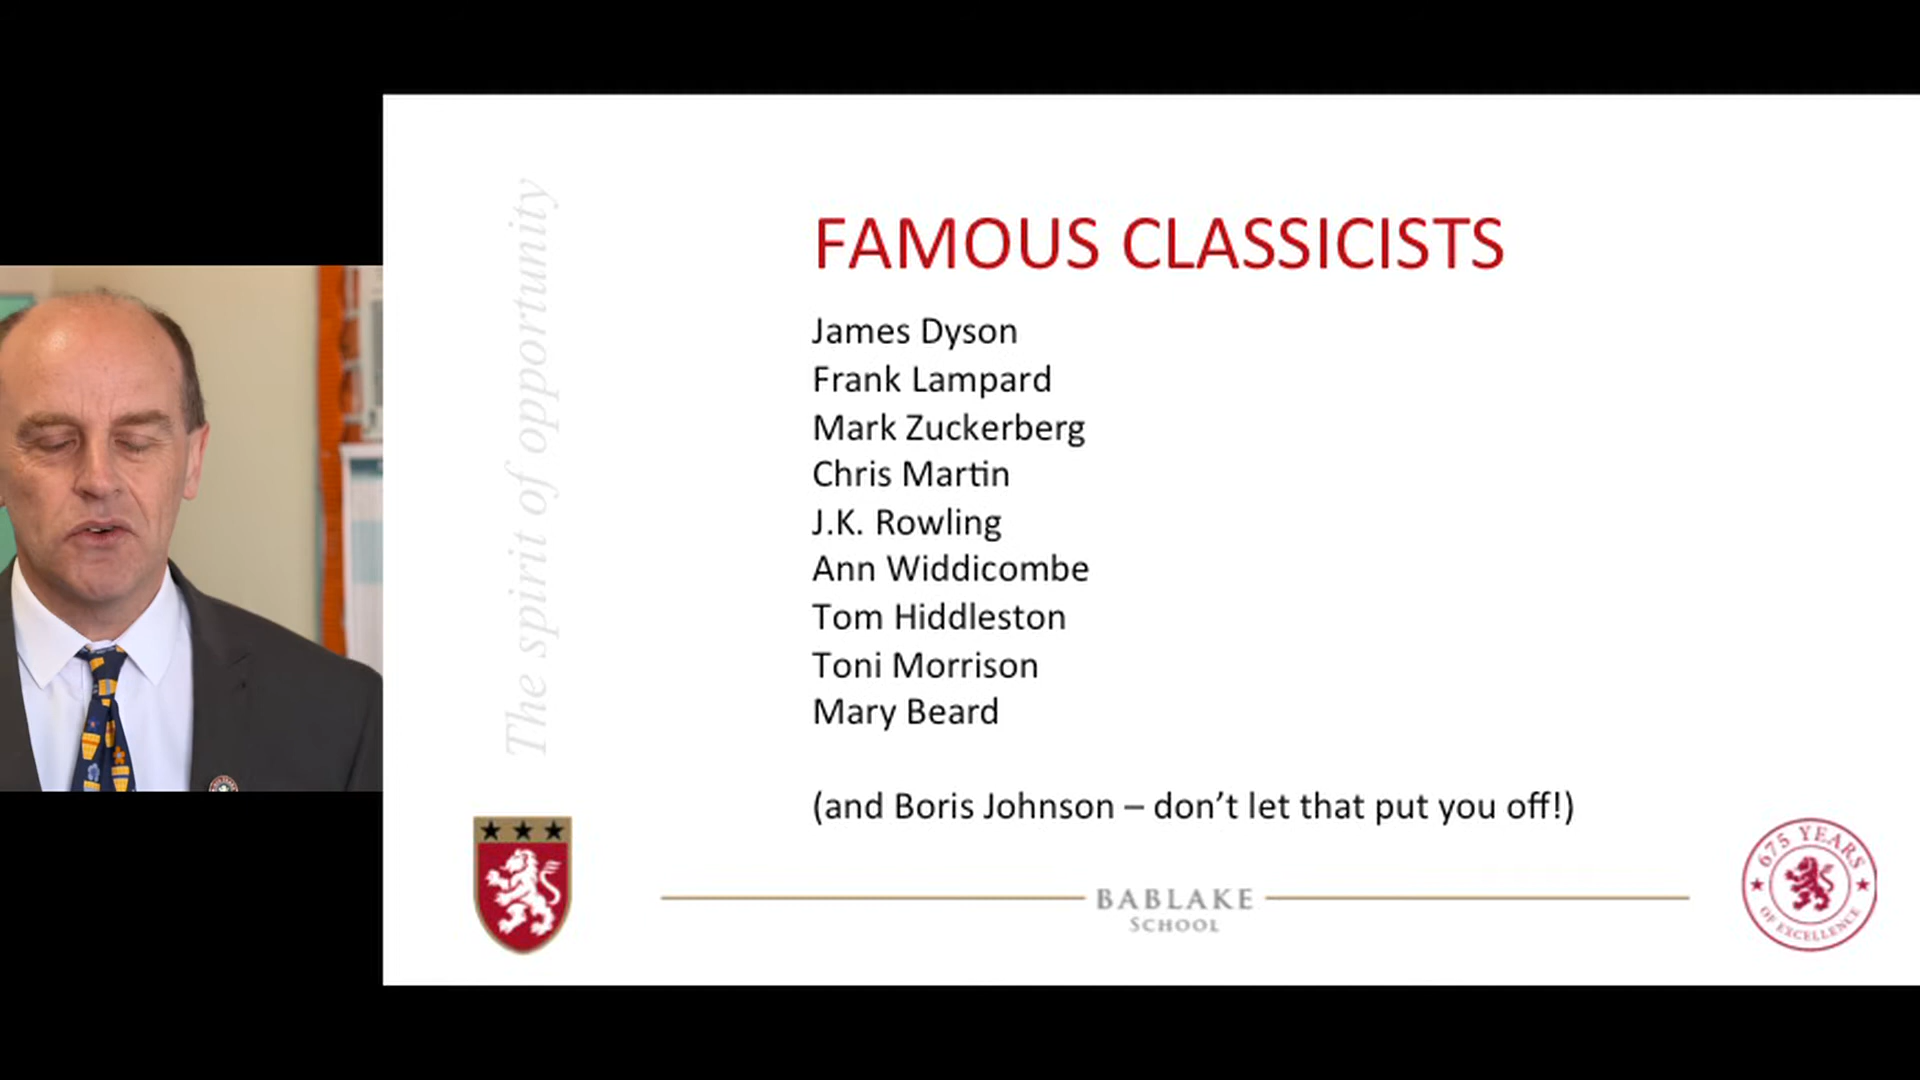 The spirit of opportunity
FAMOUS CLASSICISTS
James Dyson
Frank Lampard
Mark Zuckerberg
Chris Martin
J.K. Rowling
Ann Widdicombe
Tom Hiddleston
Toni Morrison
Mary Beard
(and Boris Johnson – don’t let that put you off!)
BABLAKE
SCHOOL
675 YEARS
OF EXCELLENCE